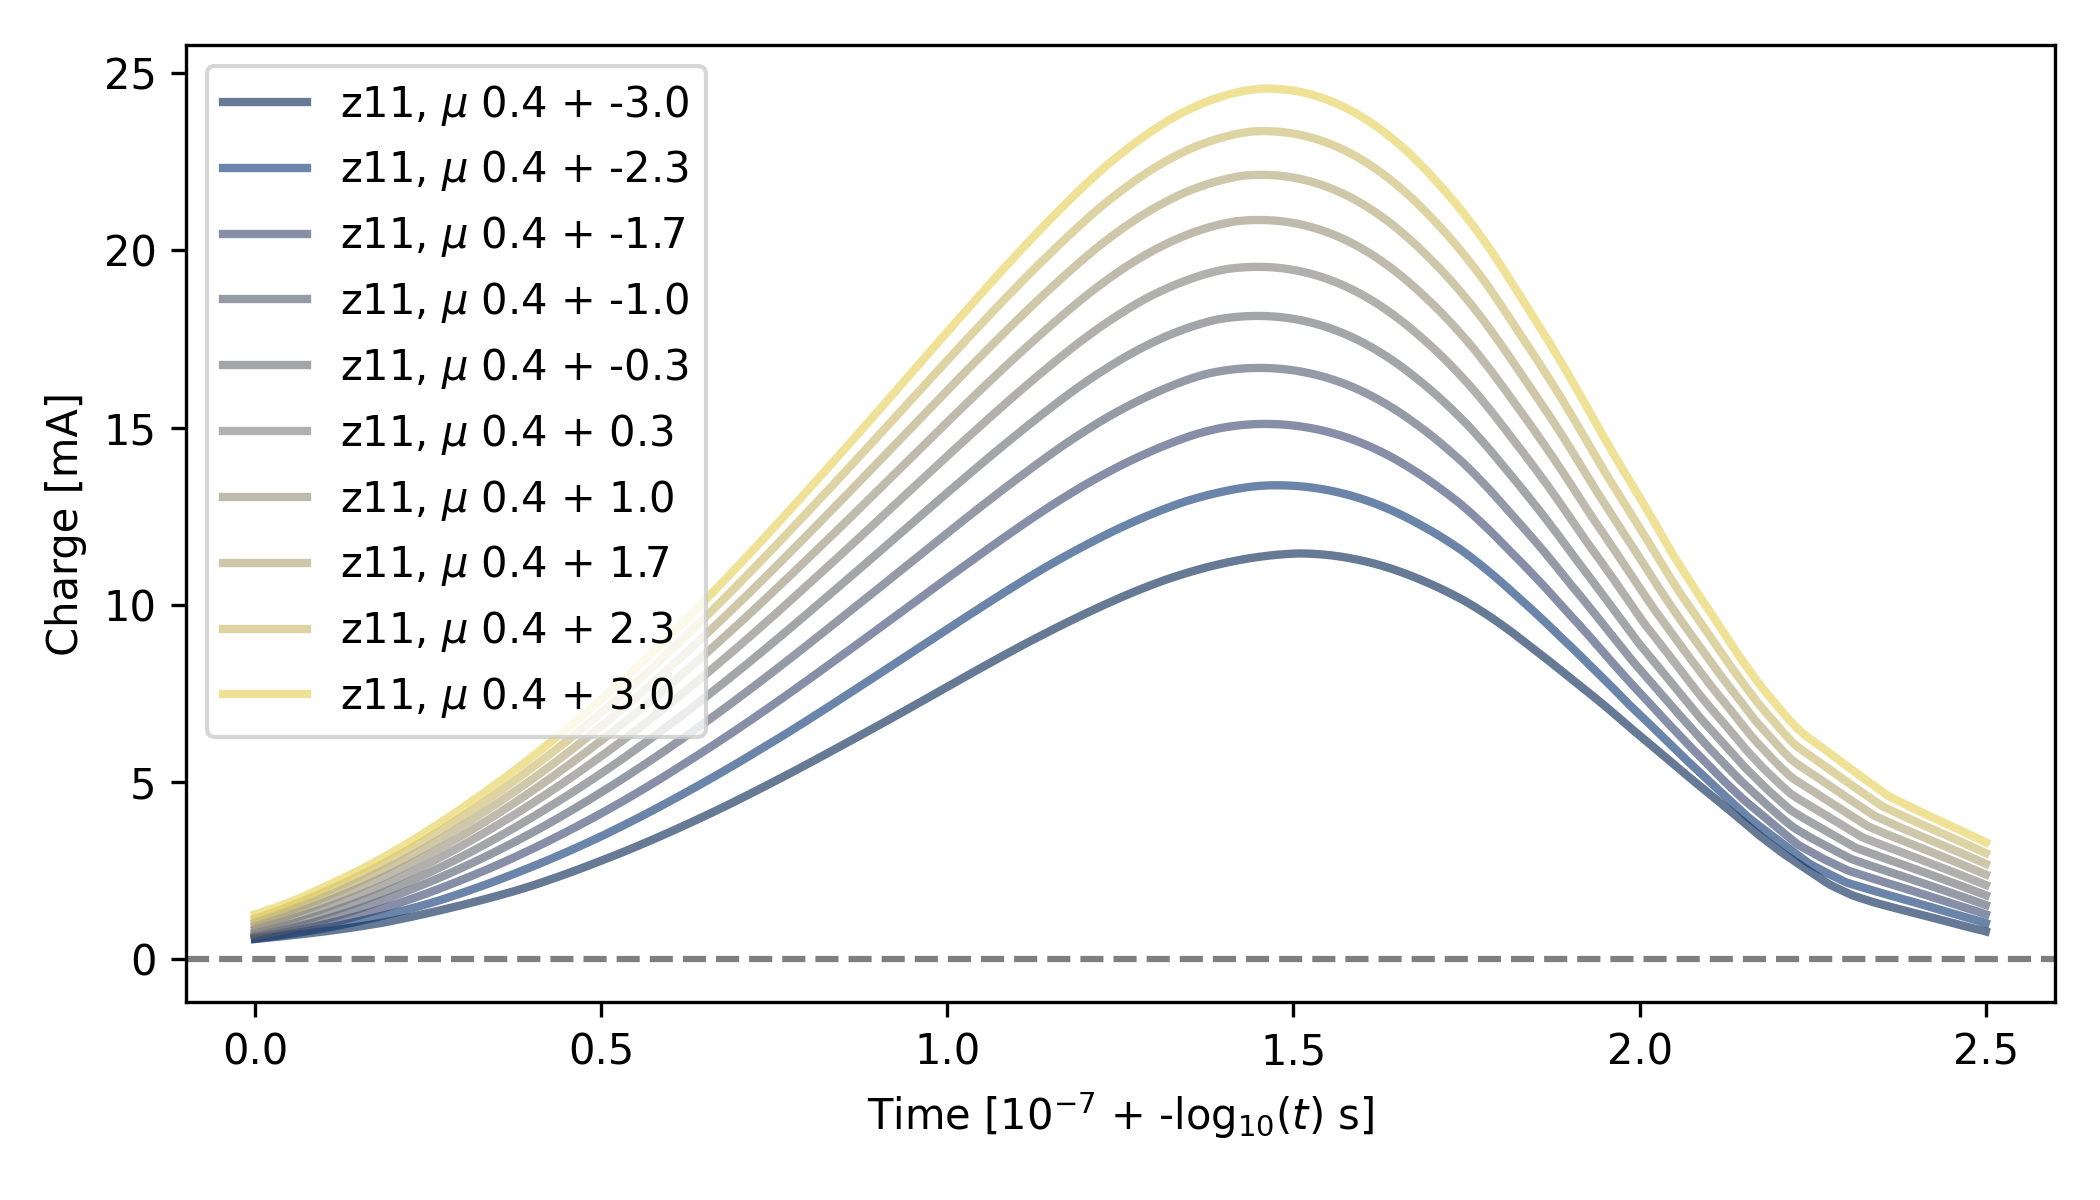 25
20
15
10
5
0
Charge [mA]
z11, μ 0.4 + -3.0
z11, μ 0.4 + -2.3
z11, μ 0.4 + -1.7
z11, μ 0.4 + -1.0
z11, μ 0.4 + -0.3
z11, μ 0.4 + 0.3
z11, μ 0.4 + 1.0
z11, μ 0.4 + 1.7
z11, μ 0.4 + 2.3
z11, μ 0.4 + 3.0
0.0 0.5 1.0 1.5 2.0 2.5
Time [10⁻⁷ + -log₁₀(t) s]